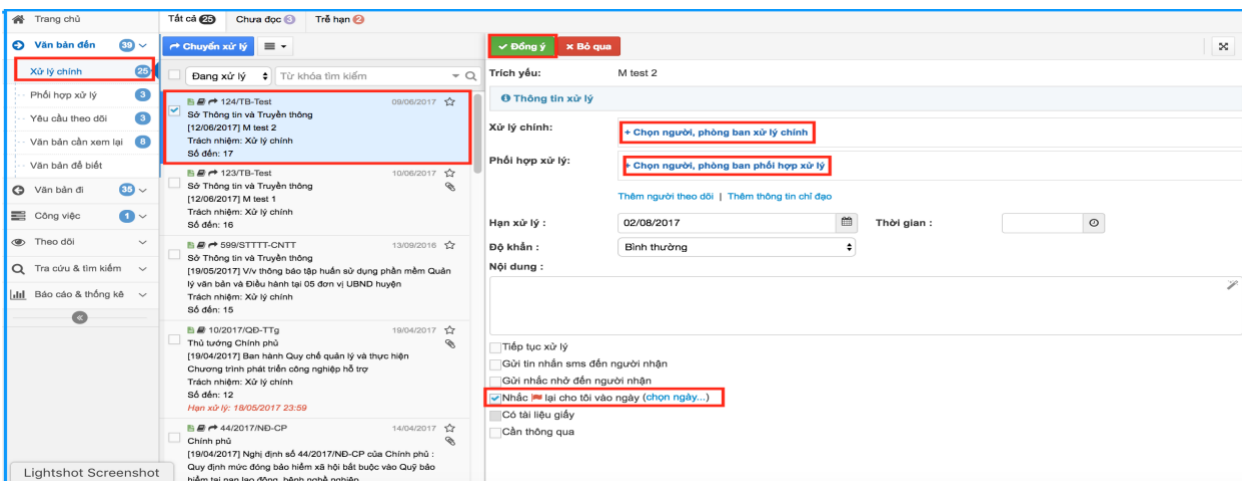 Trang chủ
Văn bản đến 39
Xử lý chính 25
Phối hợp xử lý 3
Yêu cầu theo dõi 3
Văn bản cần xem lại 8
Văn bản để biết
Văn bản đi 35
Công việc 1
Theo dõi
Tra cứu & tìm kiếm
Báo cáo & thống kê
Lightshot Screenshot
Tất cả 25 Chưa đọc 3 Trễ hạn 2
Chuyển xử lý
Đang xử lý Từ khóa tìm kiếm
124/TB-Test 09/06/2017
Sở Thông tin và Truyền thông
[12/06/2017] M test 2
Trách nhiệm: Xử lý chính
Số đến: 17
123/TB-Test 10/06/2017
Sở Thông tin và Truyền thông
[12/06/2017] M test 1
Trách nhiệm: Xử lý chính
Số đến: 16
599/STTTT-CNTT 13/09/2016
Sở Thông tin và Truyền thông
[19/05/2017] V/v thông báo tập huấn sử dụng phần mềm Quản
lý văn bản và Điều hành tại 05 đơn vị UBND huyện
Trách nhiệm: Xử lý chính
Số đến: 15
10/2017/QĐ-TTg 19/04/2017
Thủ tướng Chính phủ
[19/04/2017] Ban hành Quy chế quản lý và thực hiện
Chương trình phát triển công nghiệp hỗ trợ
Trách nhiệm: Xử lý chính
Số đến: 12
Hạn xử lý: 18/05/2017 23:59
44/2017/NĐ-CP 14/04/2017
Chính phủ
[19/04/2017] Nghị định số 44/2017/NĐ-CP của Chính phủ :
Quy định mức đóng bảo hiểm xã hội bắt buộc vào Quỹ bảo
hiểm tai nạn lao động, bệnh nghề nghiệp
Đồng ý Bỏ qua
Trích yếu: M test 2
Thông tin xử lý
Xử lý chính: + Chọn người, phòng ban xử lý chính
Phối hợp xử lý: + Chọn người, phòng ban phối hợp xử lý
Thêm người theo dõi | Thêm thông tin chỉ đạo
Hạn xử lý : 02/08/2017 Thời gian :
Độ khẩn : Bình thường
Nội dung :
Tiếp tục xử lý
Gửi tin nhắn sms đến người nhận
Gửi nhắc nhở đến người nhận
Nhắc lại cho tôi vào ngày (chọn ngày...)
Có tài liệu giấy
Cần thông qua